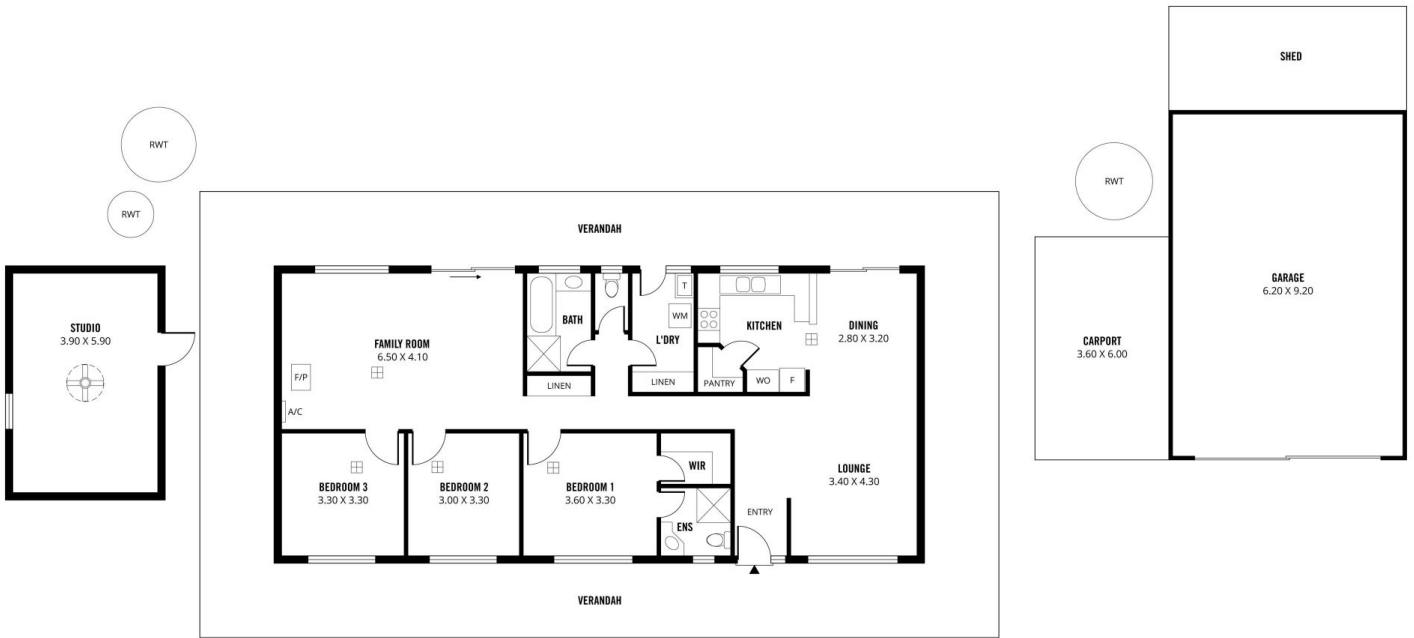 SHED
RWT
RWT
RWT
VERANDAH
STUDIO
3.90 X 5.90
FAMILY ROOM
6.50 X 4.10
F/P
A/C
BATH
LINEN
T
WM
L'DRY
LINEN
KITCHEN
PANTRY
WO
F
DINING
2.80 X 3.20
CARPORT
3.60 X 6.00
GARAGE
6.20 X 9.20
BEDROOM 3
3.30 X 3.30
BEDROOM 2
3.00 X 3.30
BEDROOM 1
3.60 X 3.30
WIR
ENS
ENTRY
LOUNGE
3.40 X 4.30
VERANDAH